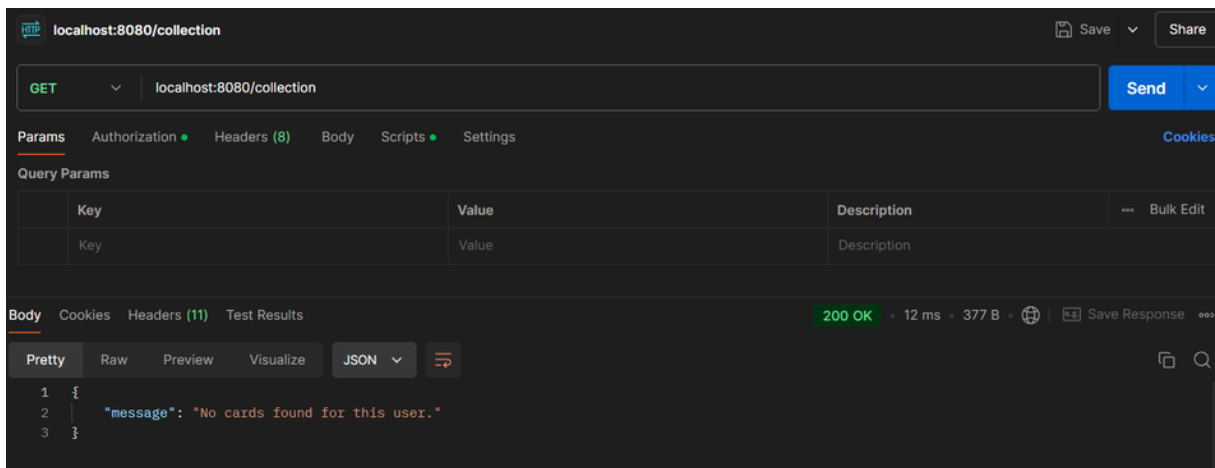 HTTP localhost:8080/collection Save Share
GET localhost:8080/collection Send
Params Authorization Headers (8) Body Scripts Settings Cookies
Query Params
Key Value Description Bulk Edit
Key Value Description
Body Cookies Headers (11) Test Results 200 OK 12 ms 377 B e.g. Save Response
Pretty Raw Preview Visualize JSON
1 {
2 "message": "No cards found for this user."
3 }